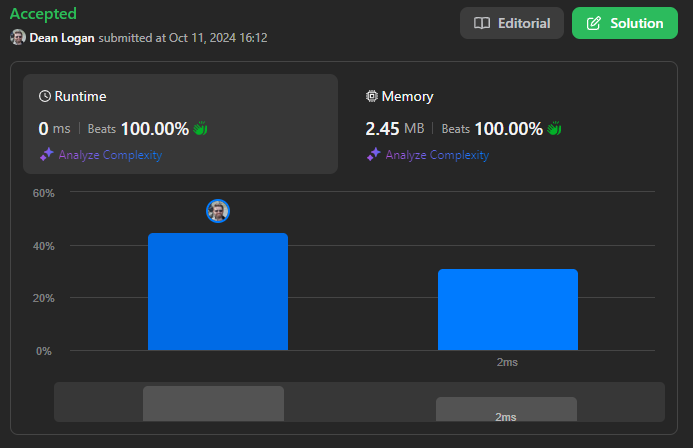 Accepted
Editorial
Solution
Dean Logan submitted at Oct 11, 2024 16:12
Runtime
Memory
0 ms | Beats 100.00%
2.45 MB | Beats 100.00%
Analyze Complexity
Analyze Complexity
60%
40%
20%
0%
2ms
2ms